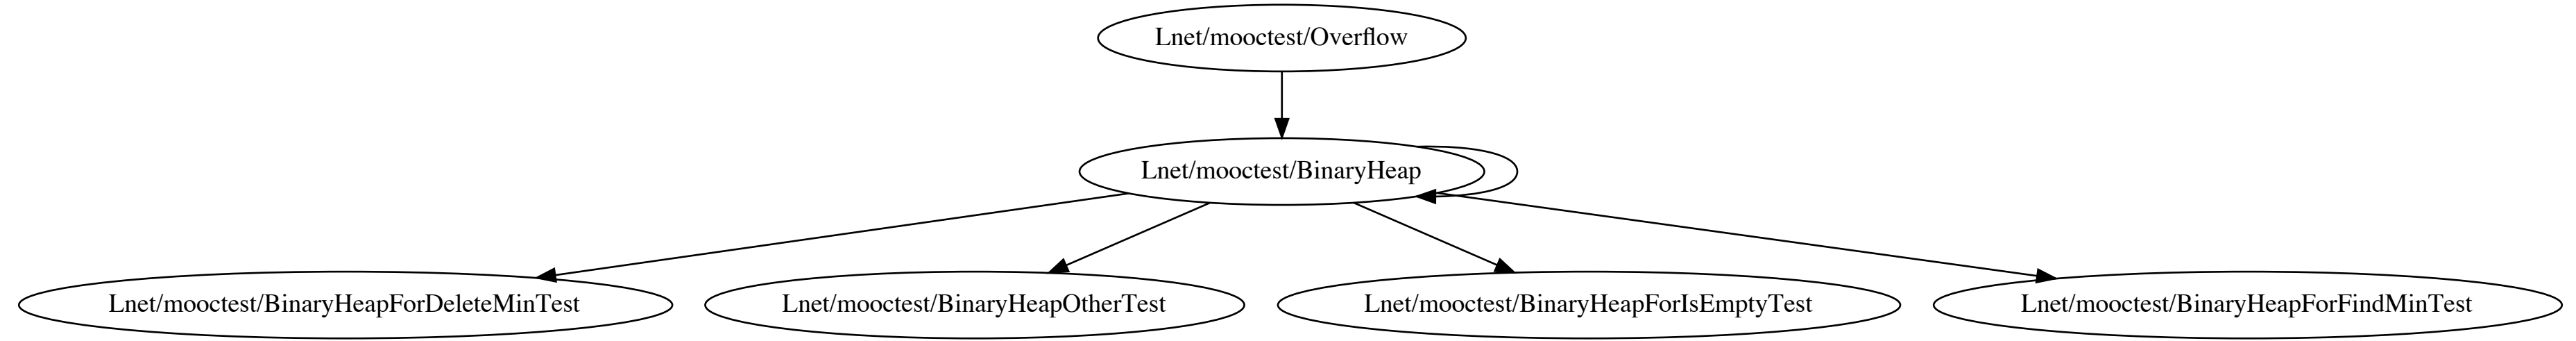 Lnet/mooctest/Overflow
Lnet/mooctest/BinaryHeap
Lnet/mooctest/BinaryHeapForDeleteMinTest
Lnet/mooctest/BinaryHeapOtherTest
Lnet/mooctest/BinaryHeapForIsEmptyTest
Lnet/mooctest/BinaryHeapForFindMinTest